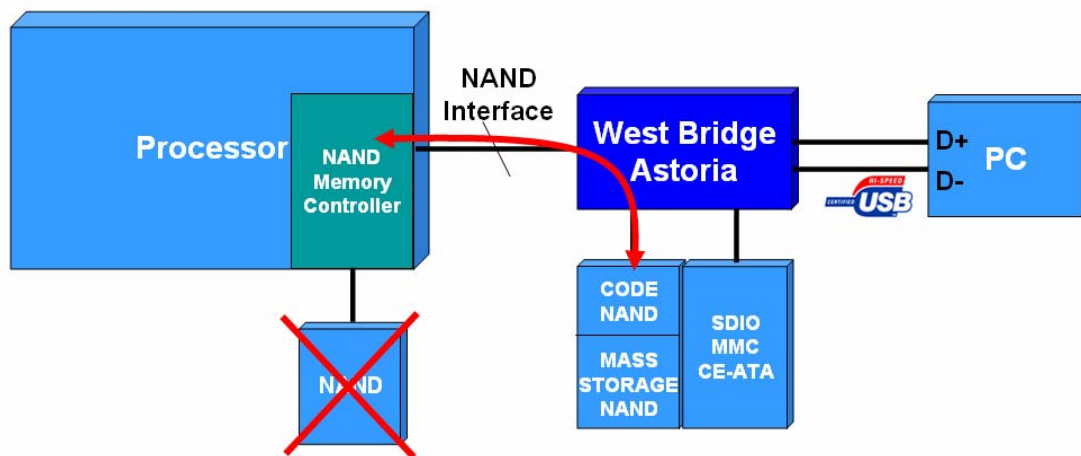 Processor
NAND
Memory
Controller
NAND
Interface
West Bridge
Astoria
D+
D-
PC
HI-SPEED
CERTIFIED
USB
NAND
CODE
NAND
MASS
STORAGE
NAND
SDIO
MMC
CE-ATA